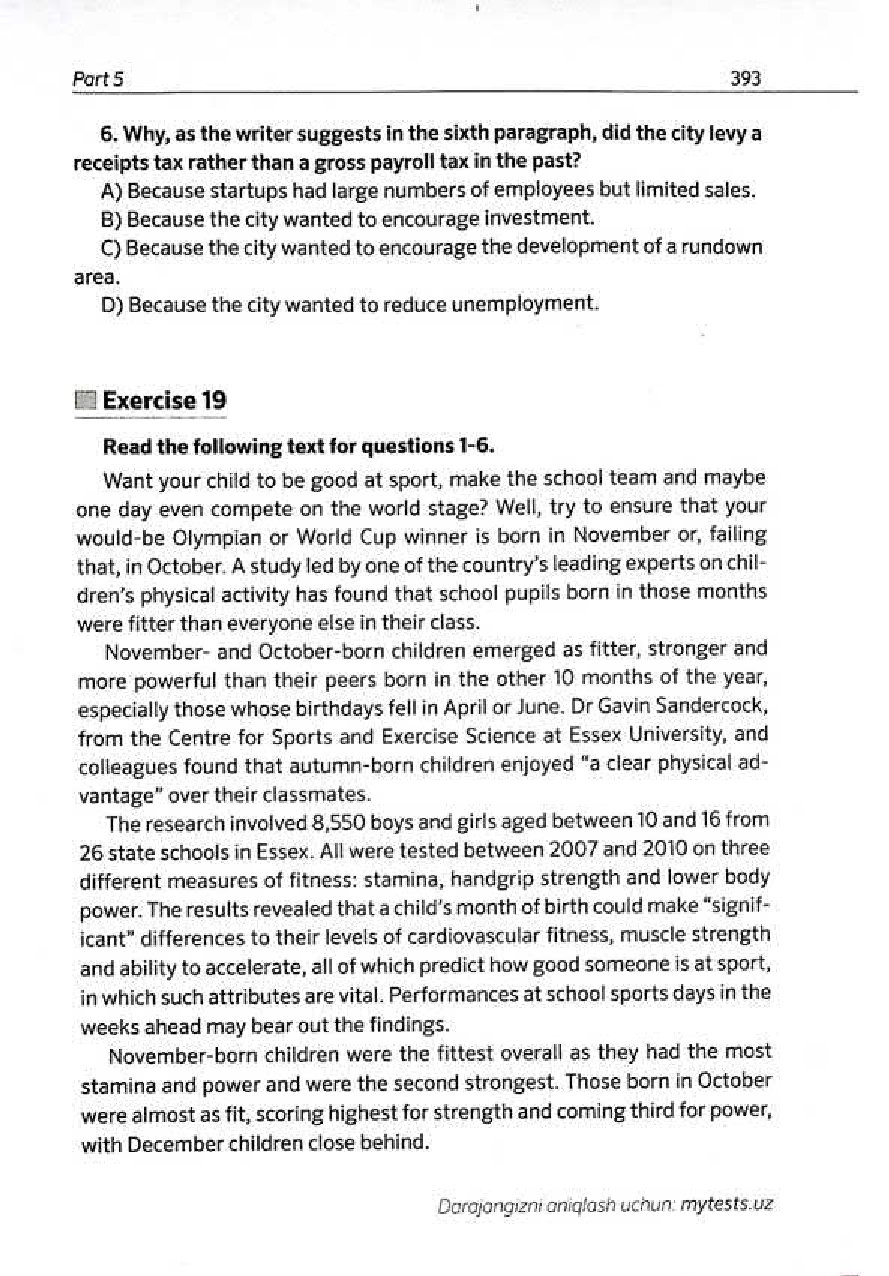 Part 5 393
6. Why, as the writer suggests in the sixth paragraph, did the city levy a
receipts tax rather than a gross payroll tax in the past?
A) Because startups had large numbers of employees but limited sales.
B) Because the city wanted to encourage investment.
C) Because the city wanted to encourage the development of a rundown
area.
D) Because the city wanted to reduce unemployment.
Exercise 19
Read the following text for questions 1-6.
Want your child to be good at sport, make the school team and maybe
one day even compete on the world stage? Well, try to ensure that your
would-be Olympian or World Cup winner is born in November or, failing
that, in October. A study led by one of the country's leading experts on chil-
dren's physical activity has found that school pupils born in those months
were fitter than everyone else in their class.
November- and October-born children emerged as fitter, stronger and
more powerful than their peers born in the other 10 months of the year,
especially those whose birthdays fell in April or June. Dr Gavin Sandercock,
from the Centre for Sports and Exercise Science at Essex University, and
colleagues found that autumn-born children enjoyed "a clear physical ad-
vantage" over their classmates.
The research involved 8,550 boys and girls aged between 10 and 16 from
26 state schools in Essex. All were tested between 2007 and 2010 on three
different measures of fitness: stamina, handgrip strength and lower body
power. The results revealed that a child's month of birth could make "signif-
icant" differences to their levels of cardiovascular fitness, muscle strength
and ability to accelerate, all of which predict how good someone is at sport,
in which such attributes are vital. Performances at school sports days in the
weeks ahead may bear out the findings.
November-born children were the fittest overall as they had the most
stamina and power and were the second strongest. Those born in October
were almost as fit, scoring highest for strength and coming third for power,
with December children close behind.
Darajangizni aniqlash uchun: mytests.uz